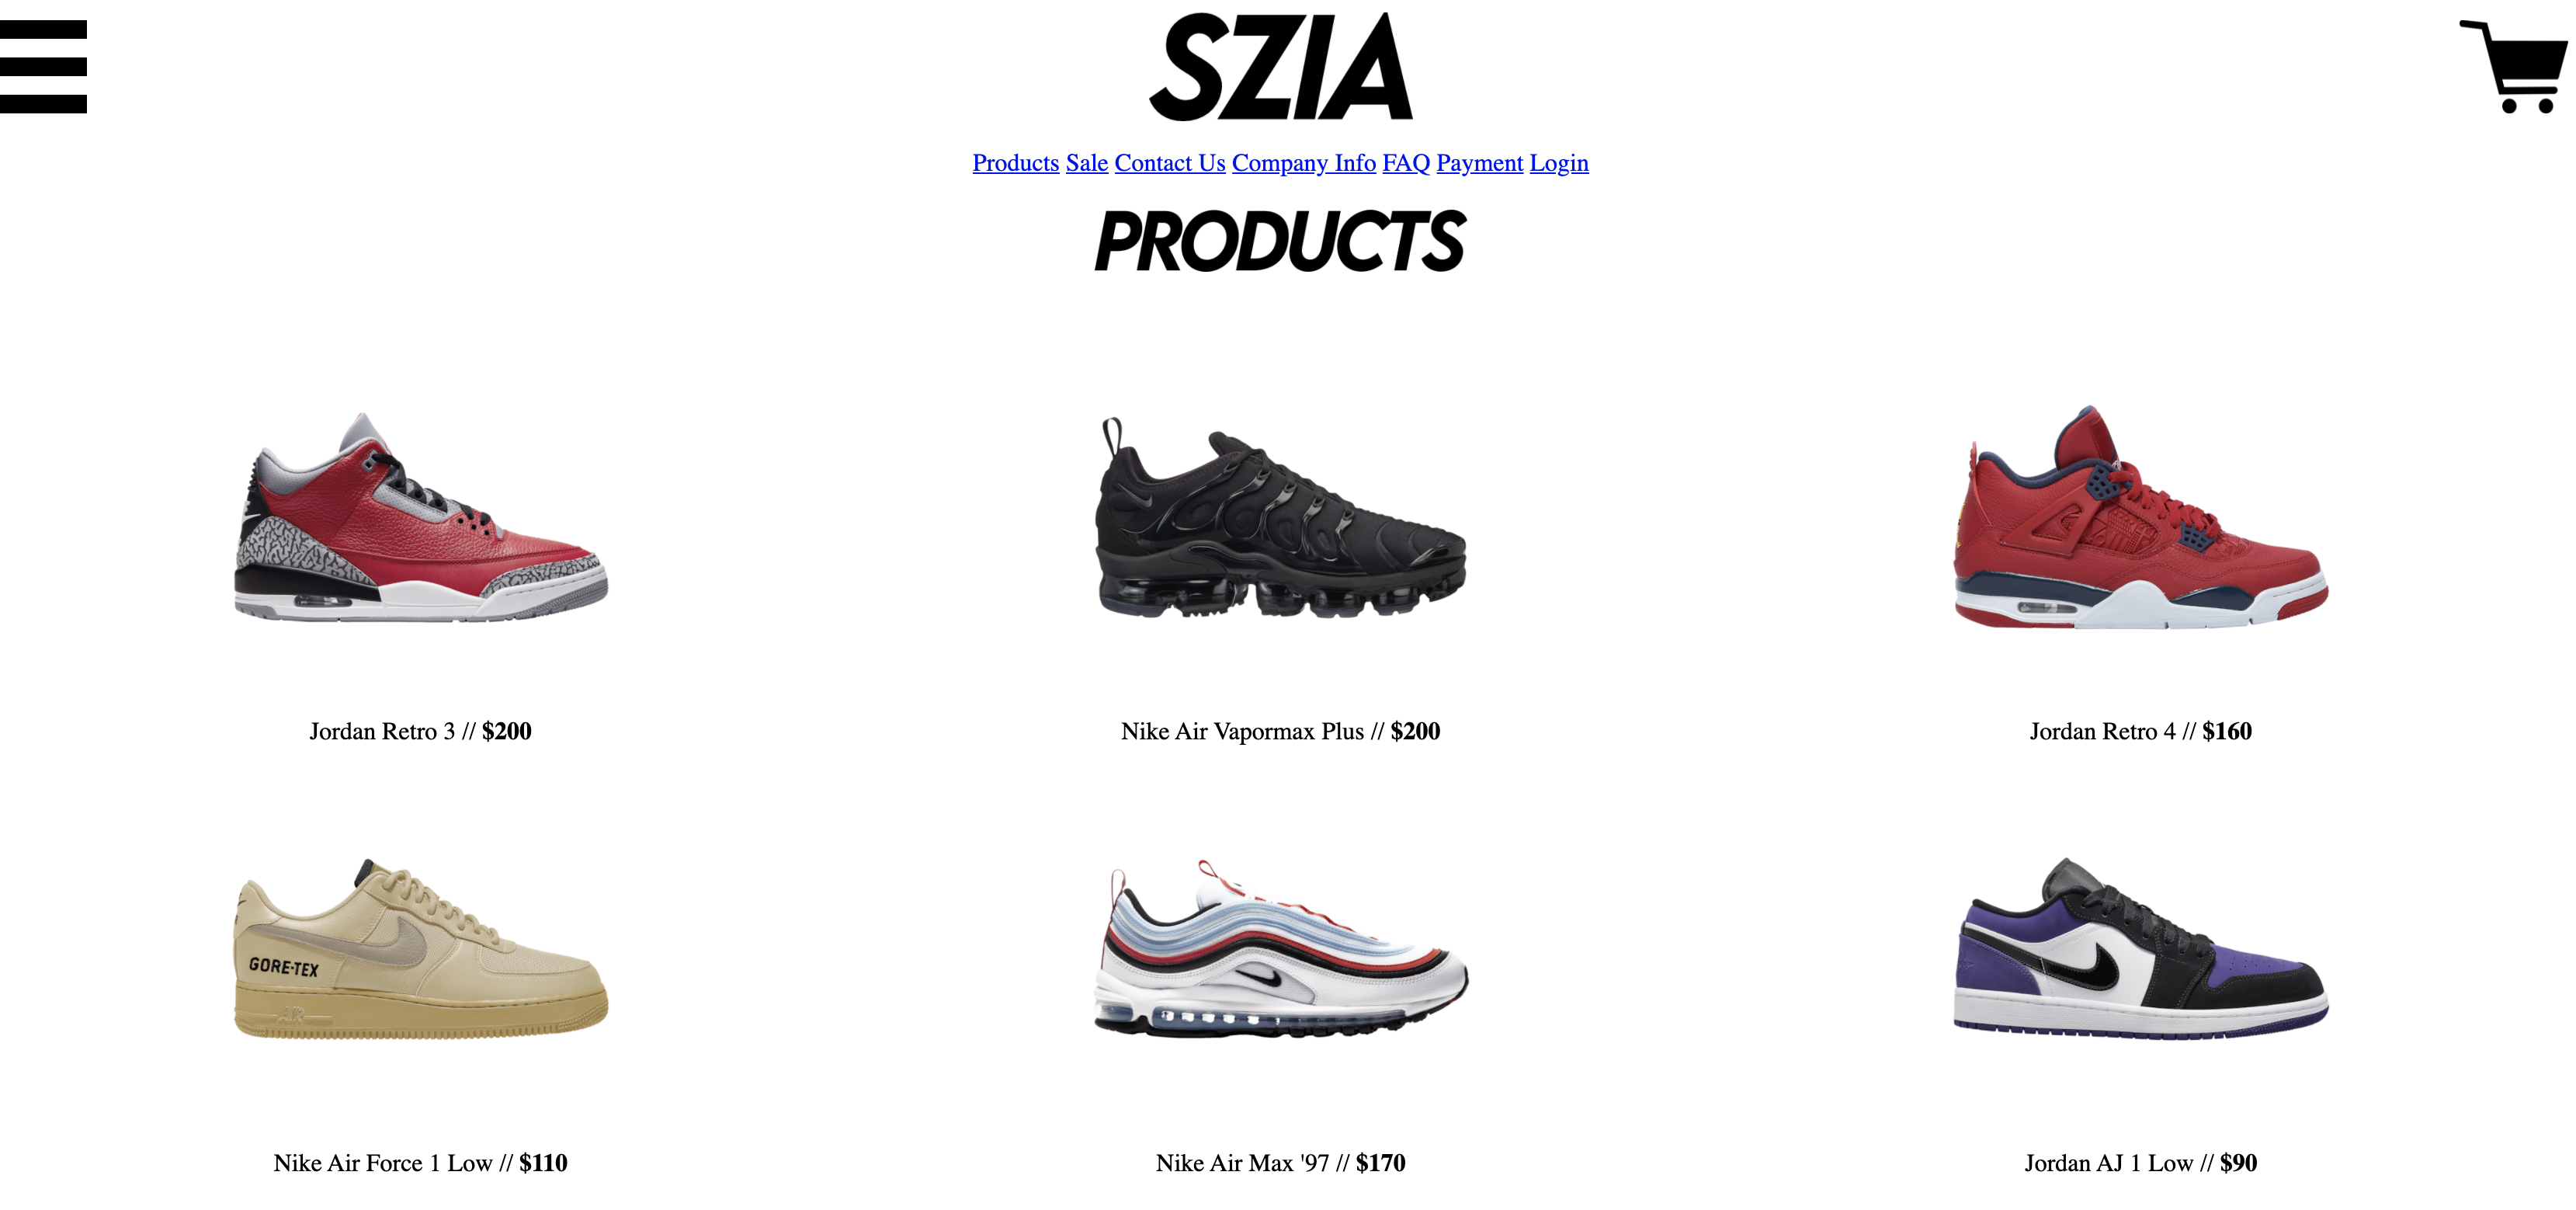 SZIA
Products Sale Contact Us Company Info FAQ Payment Login
PRODUCTS
Jordan Retro 3 // $200
Nike Air Vapormax Plus // $200
Jordan Retro 4 // $160
GORE-TEX
AIR
Nike Air Force 1 Low // $110
Nike Air Max '97 // $170
Jordan AJ 1 Low // $90